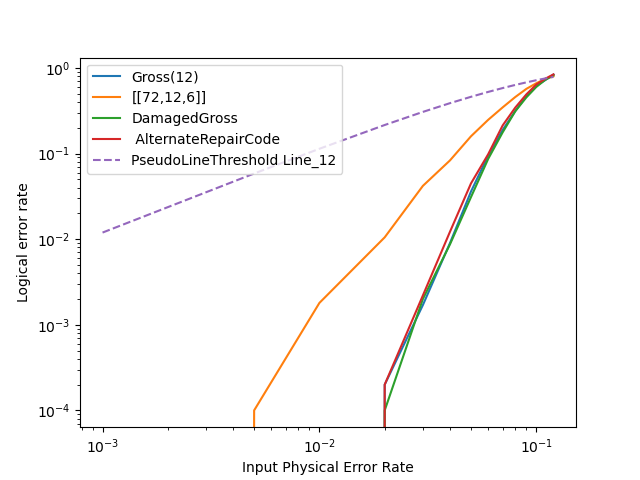 Gross(12)
[[72,12,6]]
DamagedGross
AlternateRepairCode
PseudoLineThreshold Line_12
Logical error rate
10⁰
10⁻¹
10⁻²
10⁻³
10⁻⁴
10⁻³ 10⁻² 10⁻¹
Input Physical Error Rate